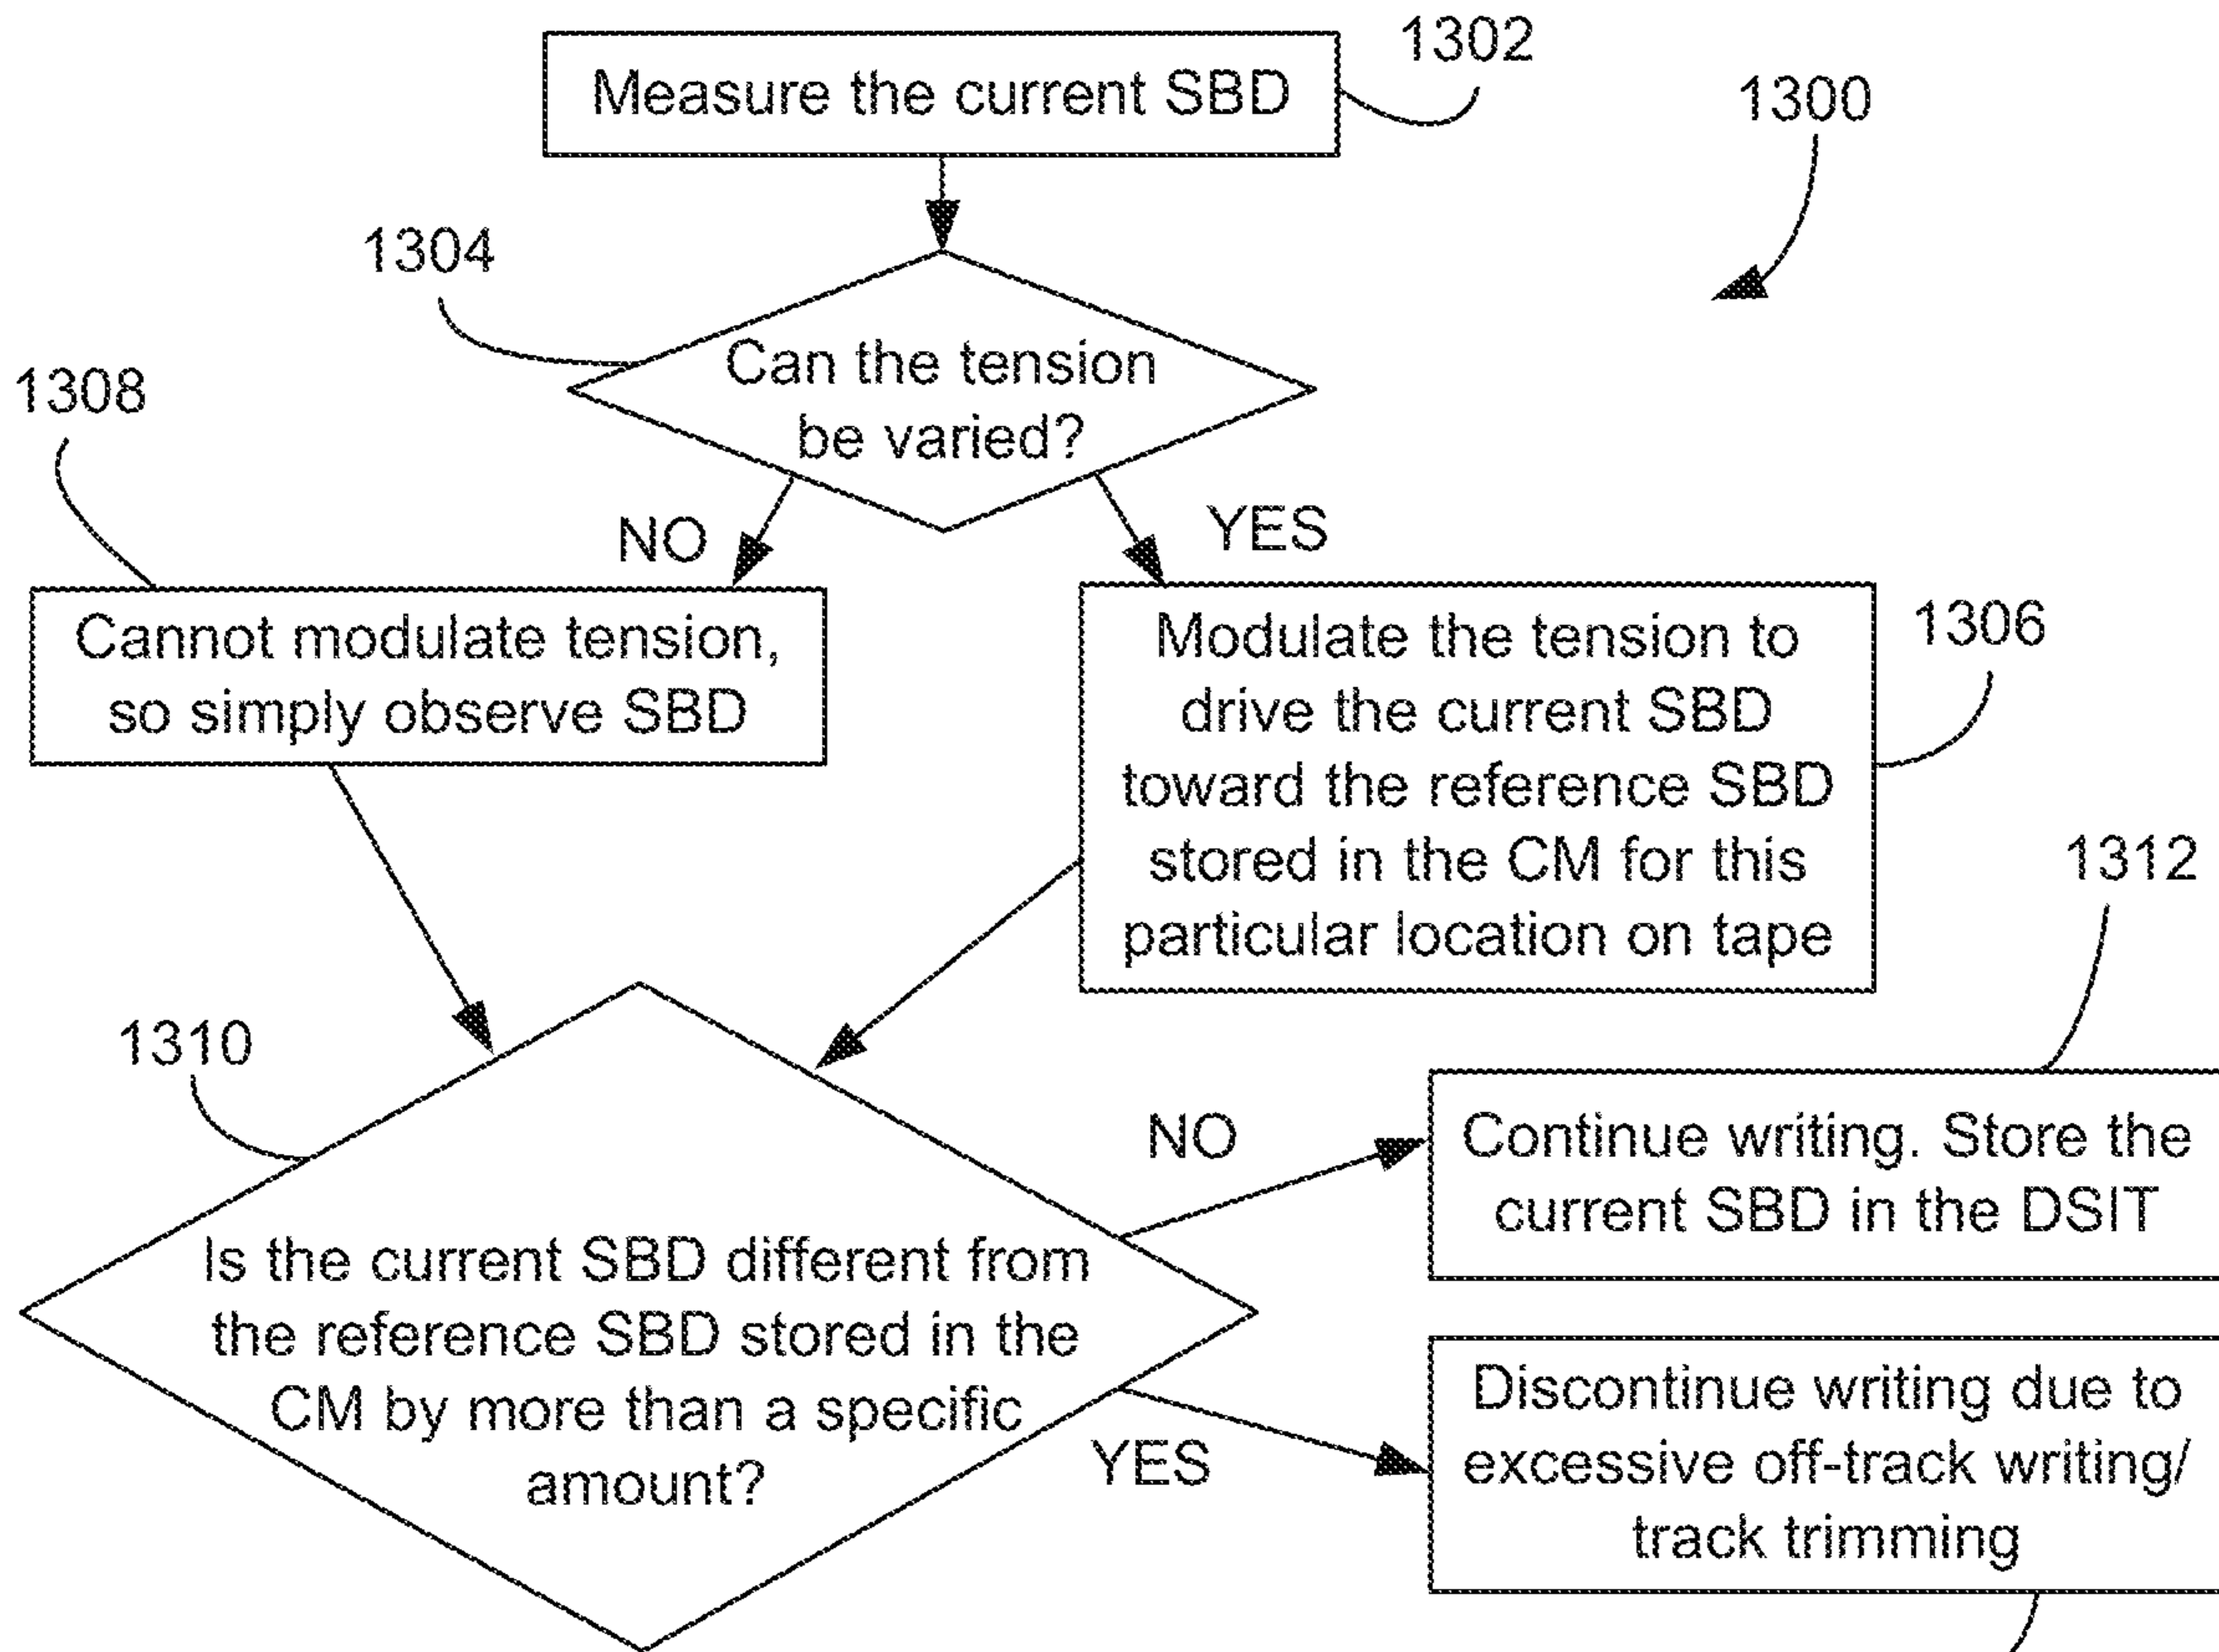 1302
Measure the current SBD
1300
1304
Can the tension
be varied?
1308
NO
YES
Cannot modulate tension,
so simply observe SBD
1306
Modulate the tension to
drive the current SBD
toward the reference SBD
stored in the CM for this
particular location on tape
1312
1310
NO
Continue writing. Store the
current SBD in the DSIT
Is the current SBD different from
the reference SBD stored in the
CM by more than a specific
amount?
YES
Discontinue writing due to
excessive off-track writing/
track trimming